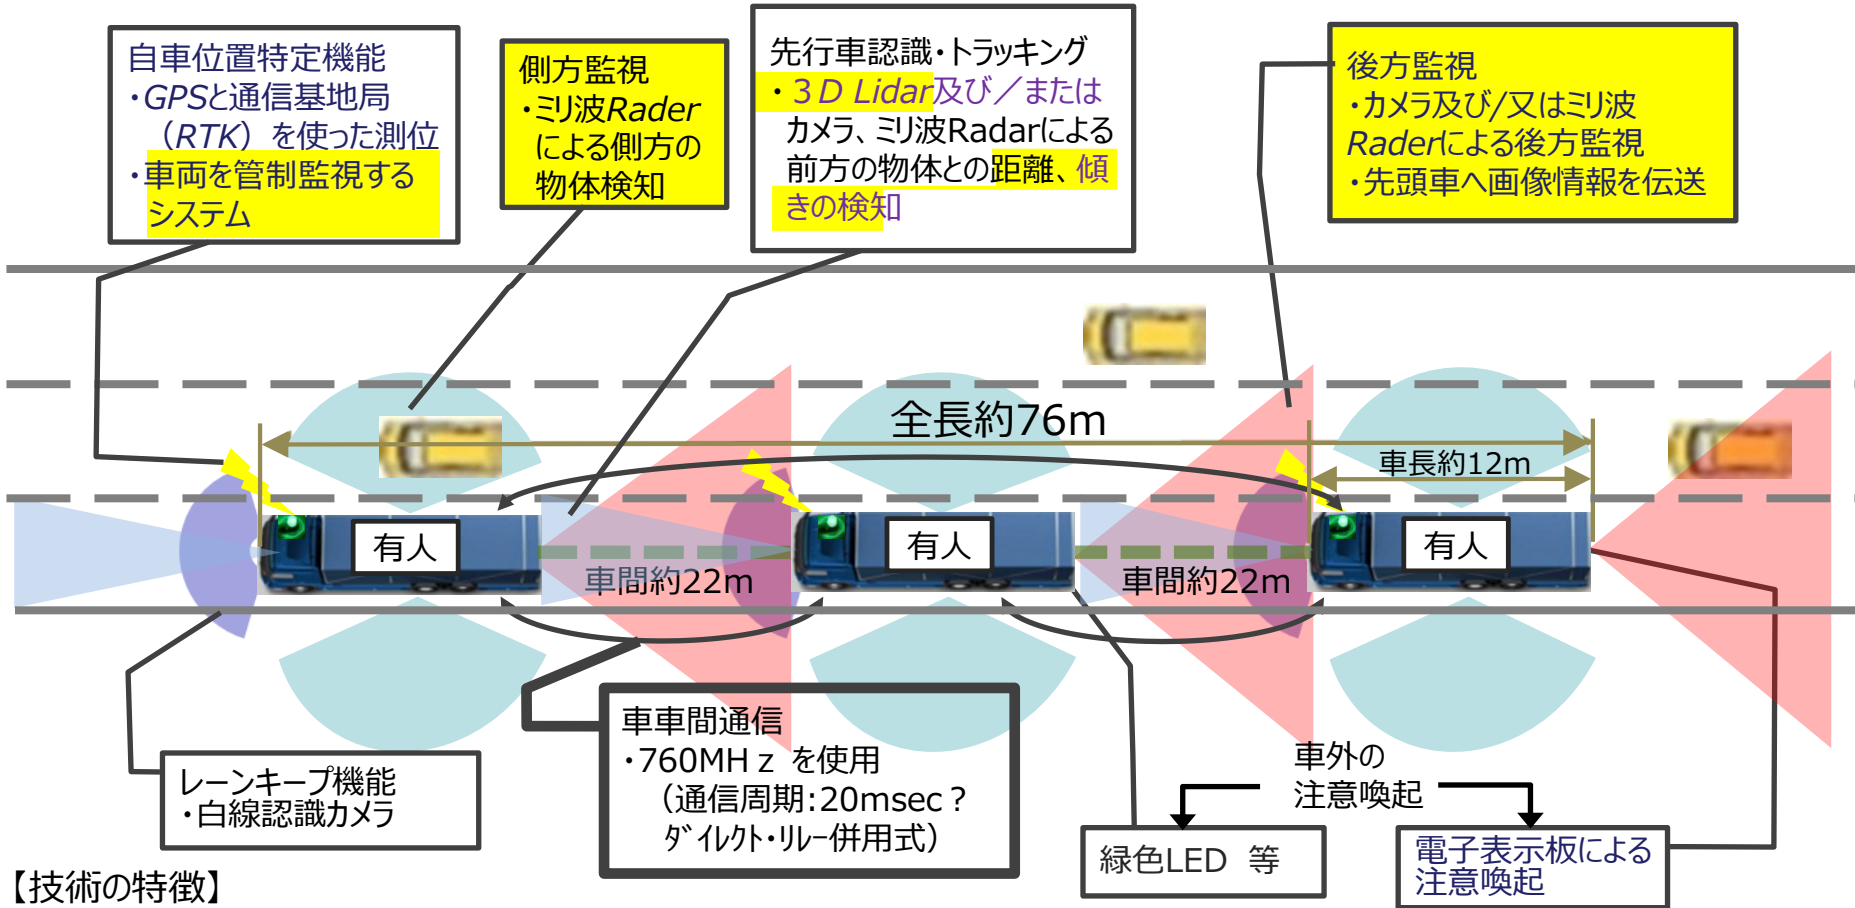 自車位置特定機能
・GPSと通信基地局
（RTK）を使った測位
・車両を管制監視する
システム
側方監視
・ミリ波Rader
による側方の
物体検知
先行車認識・トラッキング
・３D Lidar及び／または
カメラ、ミリ波Radarによる
前方の物体との距離、傾
きの検知
後方監視
・カメラ及び/又はミリ波
Raderによる後方監視
・先頭車へ画像情報を伝送
全長約76m
車長約12m
有人
有人
有人
車間約22m
車間約22m
レーンキープ機能
・白線認識カメラ
車車間通信
・760MHｚ を使用
（通信周期:20msec？
ﾀﾞｲﾚｸﾄ・ﾘﾚｰ併用式）
車外の
注意喚起
緑色LED 等
電子表示板による
注意喚起
【技術の特徴】